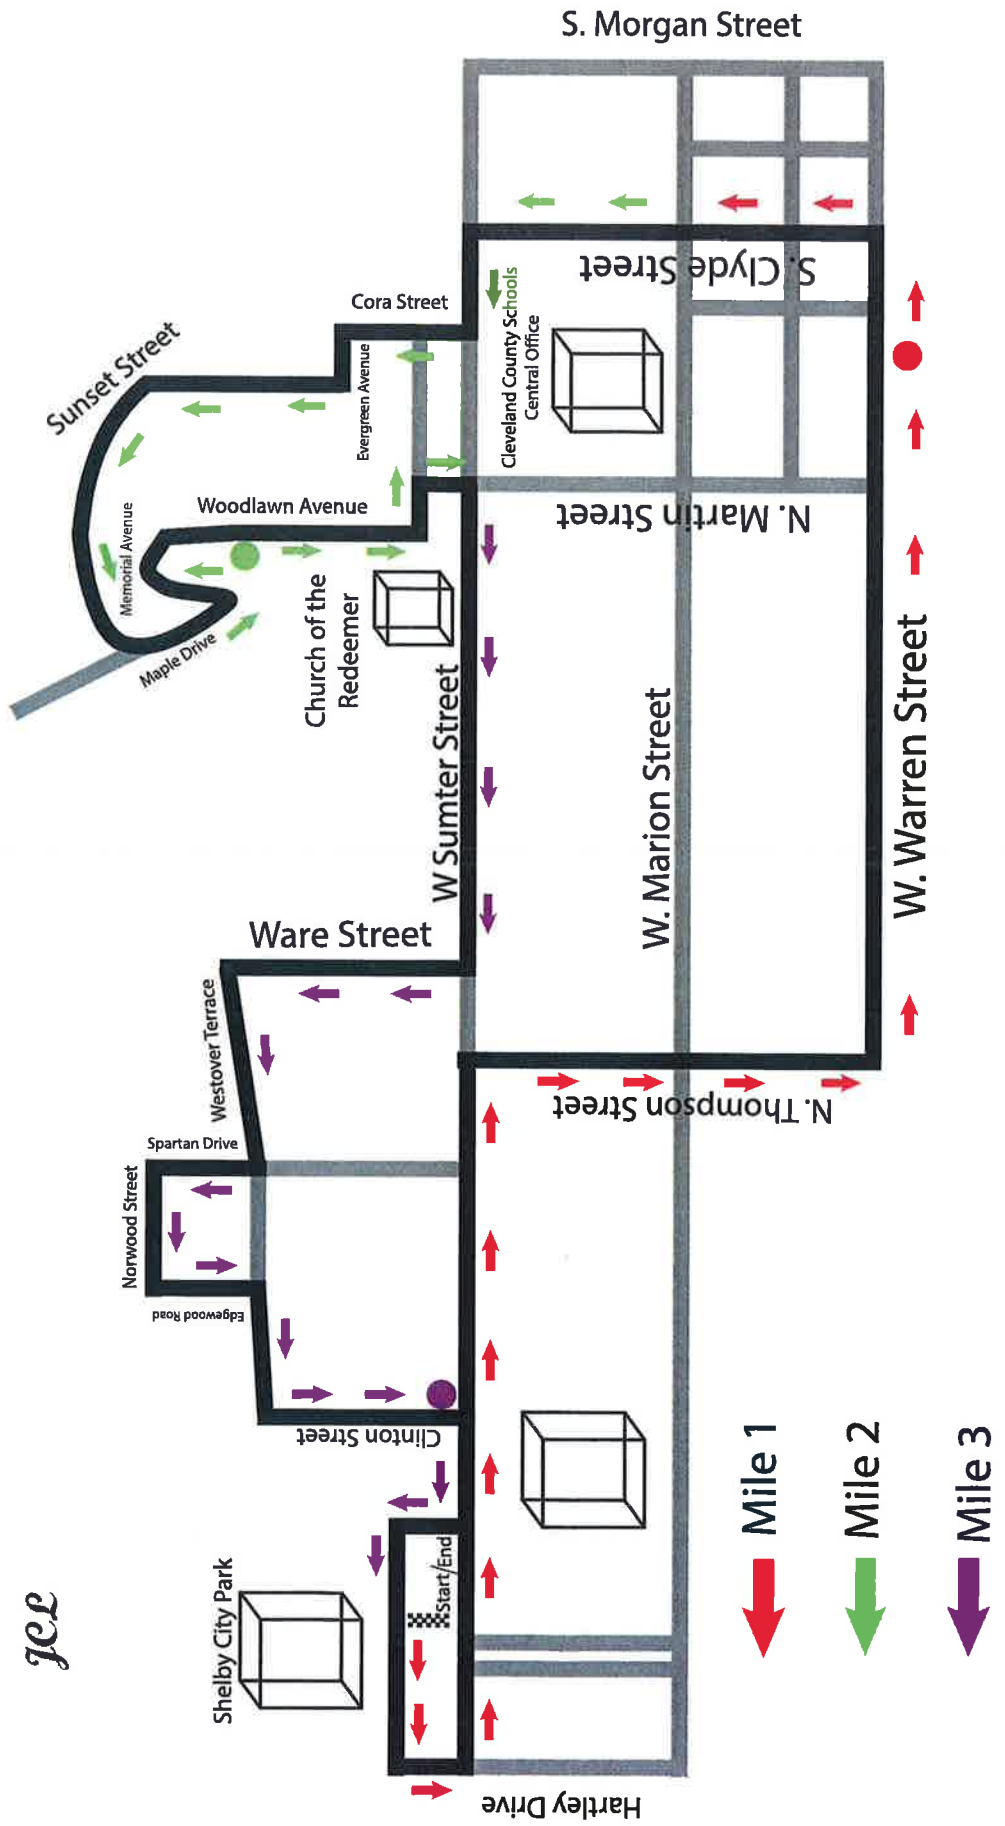 S. Morgan Street
S. Clyde Street
Cora Street
Sunset Street
Evergreen Avenue
Cleveland County Schools
Central Office
Woodlawn Avenue
Memorial Avenue
Maple Drive
N. Martin Street
Church of the
Redeemer
W Sumter Street
W. Marion Street
W. Warren Street
Ware Street
Westover Terrace
N. Thompson Street
Spartan Drive
Norwood Street
Edgewood Road
Clinton Street
Start/End
Shelby City Park
Hartley Drive
JCL
Mile 1
Mile 2
Mile 3